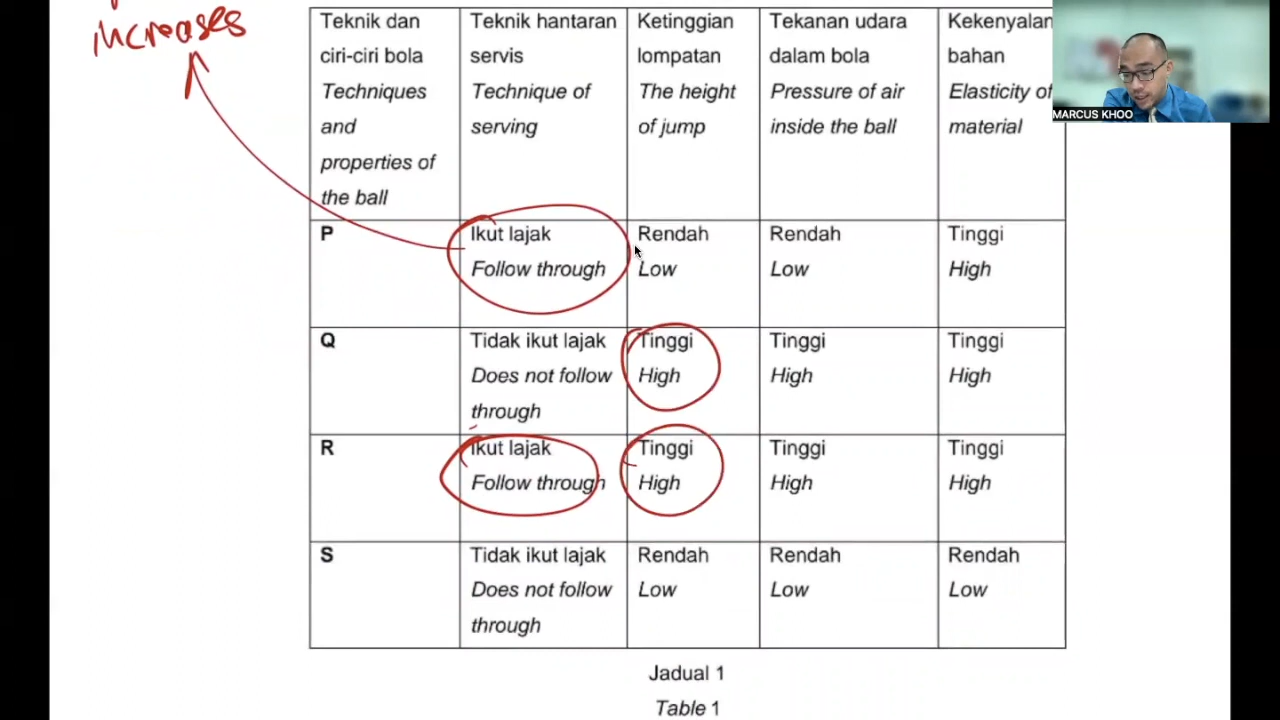 increases
MARCUS KHOO
Teknik dan
ciri-ciri bola
Techniques
and
properties of
the ball
Teknik hantaran
servis
Technique of
serving
Ketinggian
lompatan
The height
of jump
Tekanan udara
dalam bola
Pressure of air
inside the ball
Kekenyalan
bahan
Elasticity of
material
P
Ikut lajak
Follow through
Rendah
Low
Rendah
Low
Tinggi
High
Q
Tidak ikut lajak
Does not follow
through
Tinggi
High
Tinggi
High
Tinggi
High
R
Ikut lajak
Follow through
Tinggi
High
Tinggi
High
Tinggi
High
S
Tidak ikut lajak
Does not follow
through
Rendah
Low
Rendah
Low
Rendah
Low
Jadual 1
Table 1